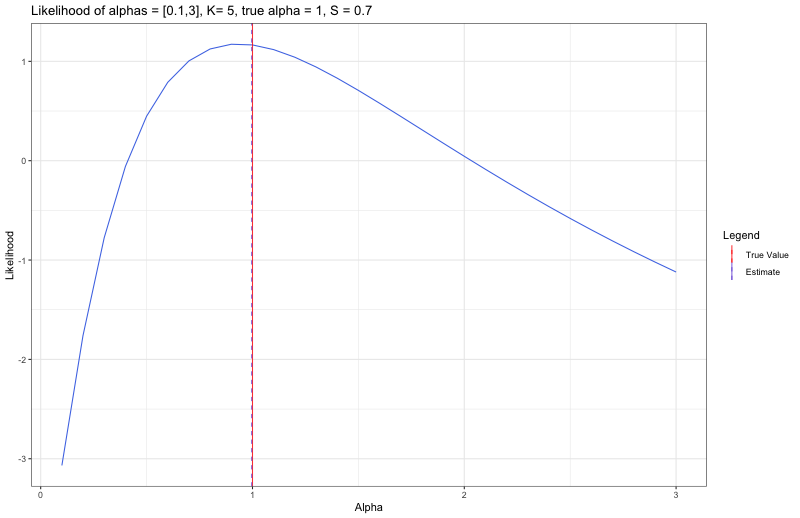 Likelihood of alphas = [0.1,3], K= 5, true alpha = 1, S = 0.7
1
0
-1
-2
-3
Likelihood
0
1
2
3
Alpha
Legend
True Value
Estimate